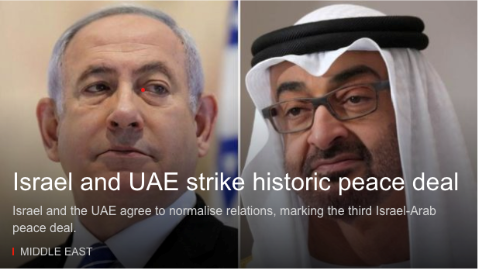 Israel and UAE strike historic peace deal
Israel and the UAE agree to normalise relations, marking the third Israel-Arab
peace deal.
MIDDLE EAST